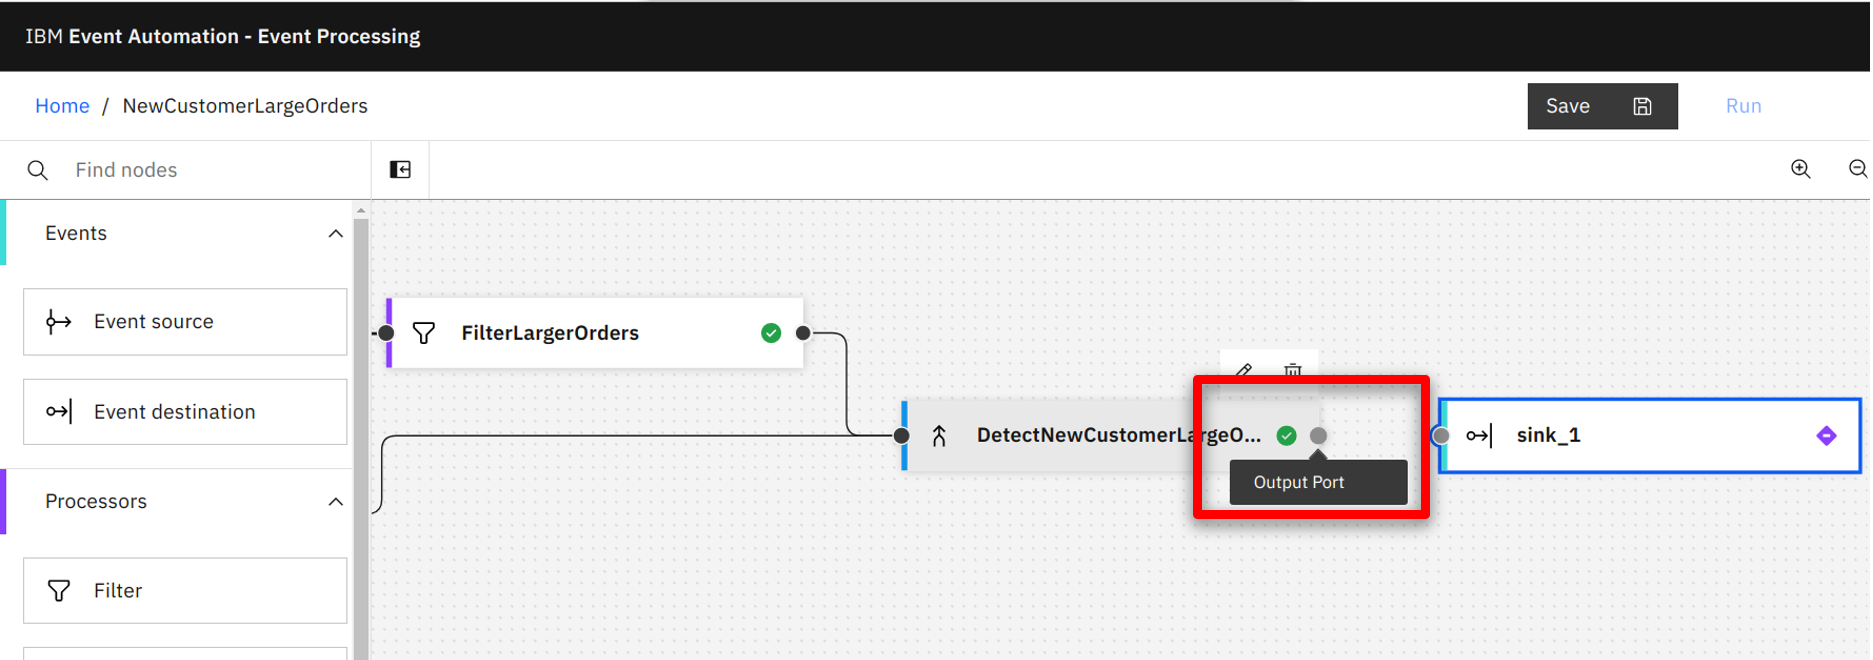 IBM Event Automation - Event Processing
Home / NewCustomerLargeOrders
Save
Run
Find nodes
Events
Event source
Event destination
Processors
Filter
FilterLargerOrders
DetectNewCustomerLargeO...
Output Port
sink_1